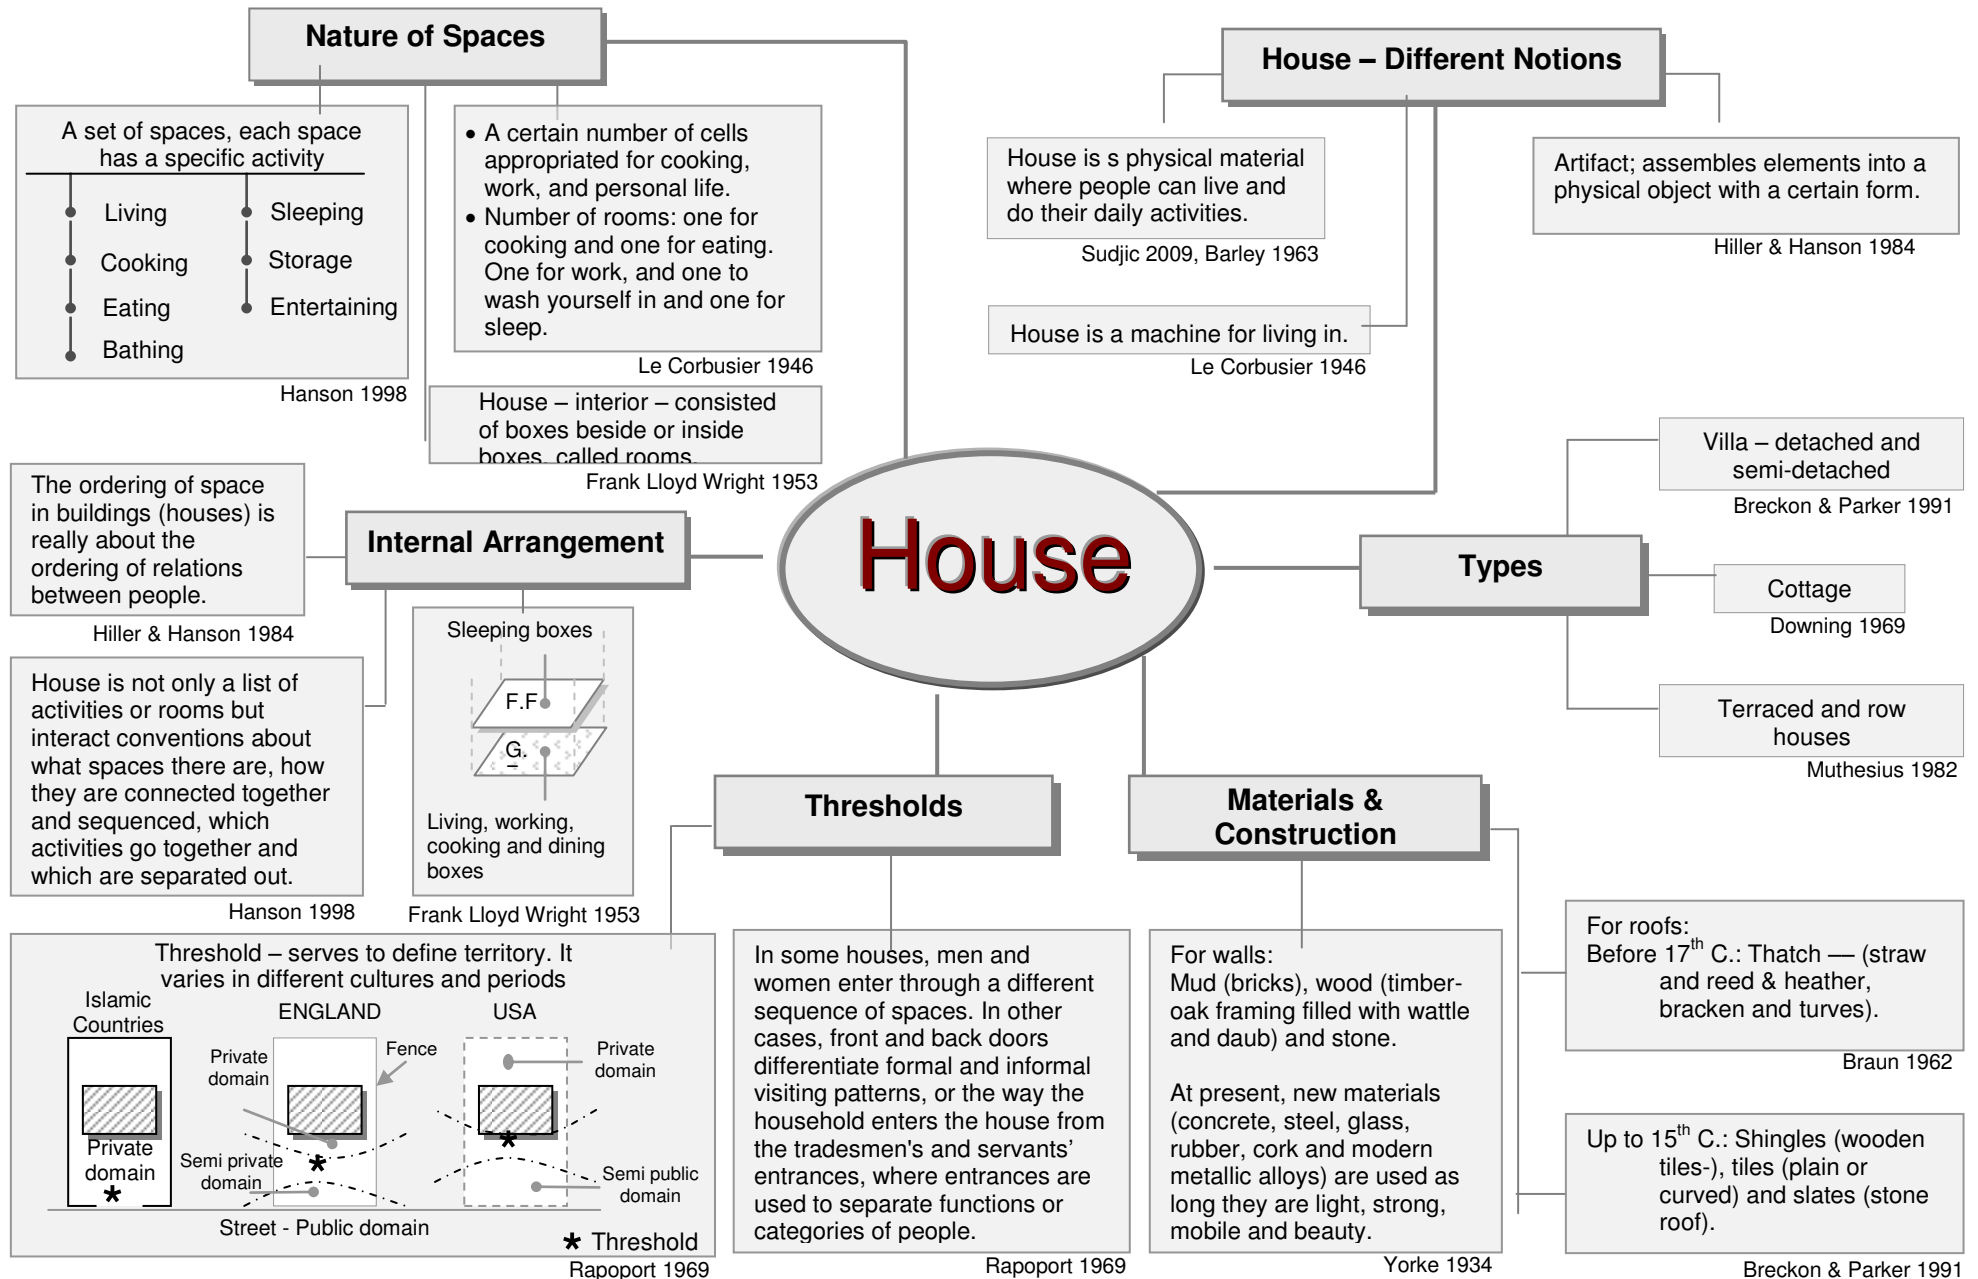 Nature of Spaces
A set of spaces, each space
has a specific activity
Living
Cooking
Eating
Bathing
Sleeping
Storage
Entertaining
Hanson 1998
• A certain number of cells
appropriated for cooking,
work, and personal life.
• Number of rooms: one for
cooking and one for eating.
One for work, and one to
wash yourself in and one for
sleep.
Le Corbusier 1946
House – interior – consisted
of boxes beside or inside
boxes, called rooms.
Frank Lloyd Wright 1953
House – Different Notions
House is s physical material
where people can live and
do their daily activities.
Sudjic 2009, Barley 1963
House is a machine for living in.
Le Corbusier 1946
Artifact; assembles elements into a
physical object with a certain form.
Hiller & Hanson 1984
House
Internal Arrangement
The ordering of space
in buildings (houses) is
really about the
ordering of relations
between people.
Hiller & Hanson 1984
House is not only a list of
activities or rooms but
interact conventions about
what spaces there are, how
they are connected together
and sequenced, which
activities go together and
which are separated out.
Hanson 1998
Sleeping boxes
F.F
G.
Living, working,
cooking and dining
boxes
Frank Lloyd Wright 1953
Types
Villa – detached and
semi-detached
Breckon & Parker 1991
Cottage
Downing 1969
Terraced and row
houses
Muthesius 1982
Thresholds
Threshold – serves to define territory. It
varies in different cultures and periods
Islamic
Countries
Private
domain
*
ENGLAND
Private
domain
Fence
Semi private
domain
*
USA
Private
domain
*
Semi public
domain
Street - Public domain
* Threshold
Rapoport 1969
In some houses, men and
women enter through a different
sequence of spaces. In other
cases, front and back doors
differentiate formal and informal
visiting patterns, or the way the
household enters the house from
the tradesmen's and servants’
entrances, where entrances are
used to separate functions or
categories of people.
Rapoport 1969
Materials &
Construction
For walls:
Mud (bricks), wood (timber-
oak framing filled with wattle
and daub) and stone.
At present, new materials
(concrete, steel, glass,
rubber, cork and modern
metallic alloys) are used as
long they are light, strong,
mobile and beauty.
Yorke 1934
For roofs:
Before 17th C.: Thatch –– (straw
and reed & heather,
bracken and turves).
Braun 1962
Up to 15th C.: Shingles (wooden
tiles-), tiles (plain or
curved) and slates (stone
roof).
Breckon & Parker 1991